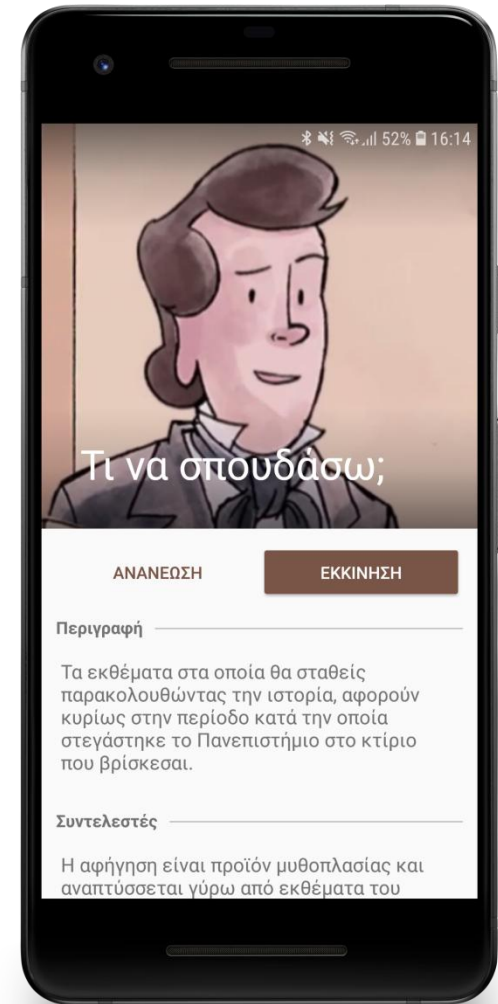 52% 16:14
Τι να σπουδάσω;
ΑΝΑΝΕΩΣΗ ΕΚΚΙΝΗΣΗ
Περιγραφή
Τα εκθέματα στα οποία θα σταθείς
παρακολουθώντας την ιστορία, αφορούν
κυρίως στην περίοδο κατά την οποία
στεγάστηκε το Πανεπιστήμιο στο κτίριο
που βρίσκεσαι.
Συντελεστές
Η αφήγηση είναι προϊόν μυθοπλασίας και
αναπτύσσεται γύρω από εκθέματα του